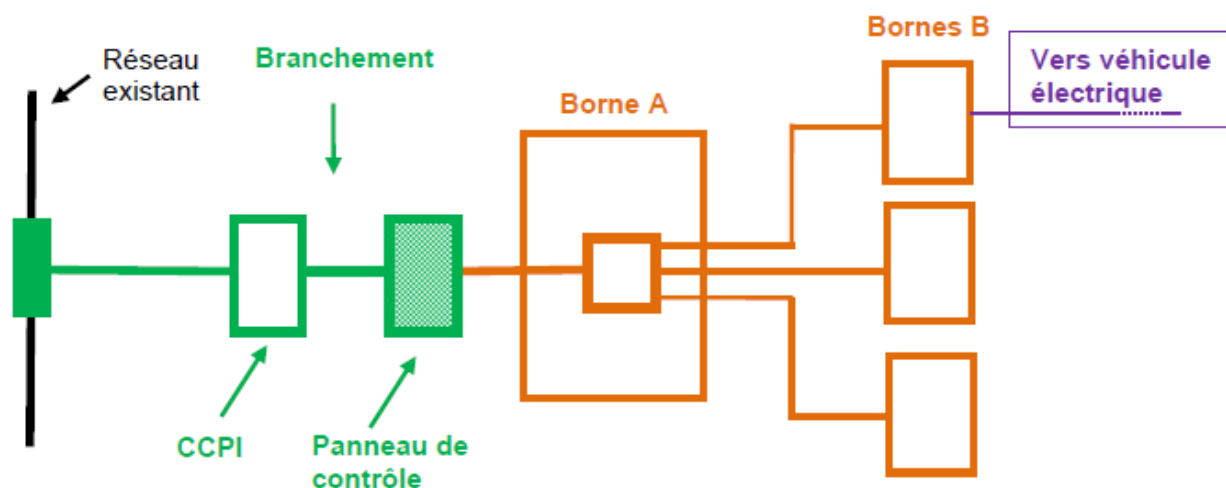 Réseau
existant
Branchement
Borne A
Bornes B
Vers véhicule
électrique
CCPI
Panneau de
contrôle